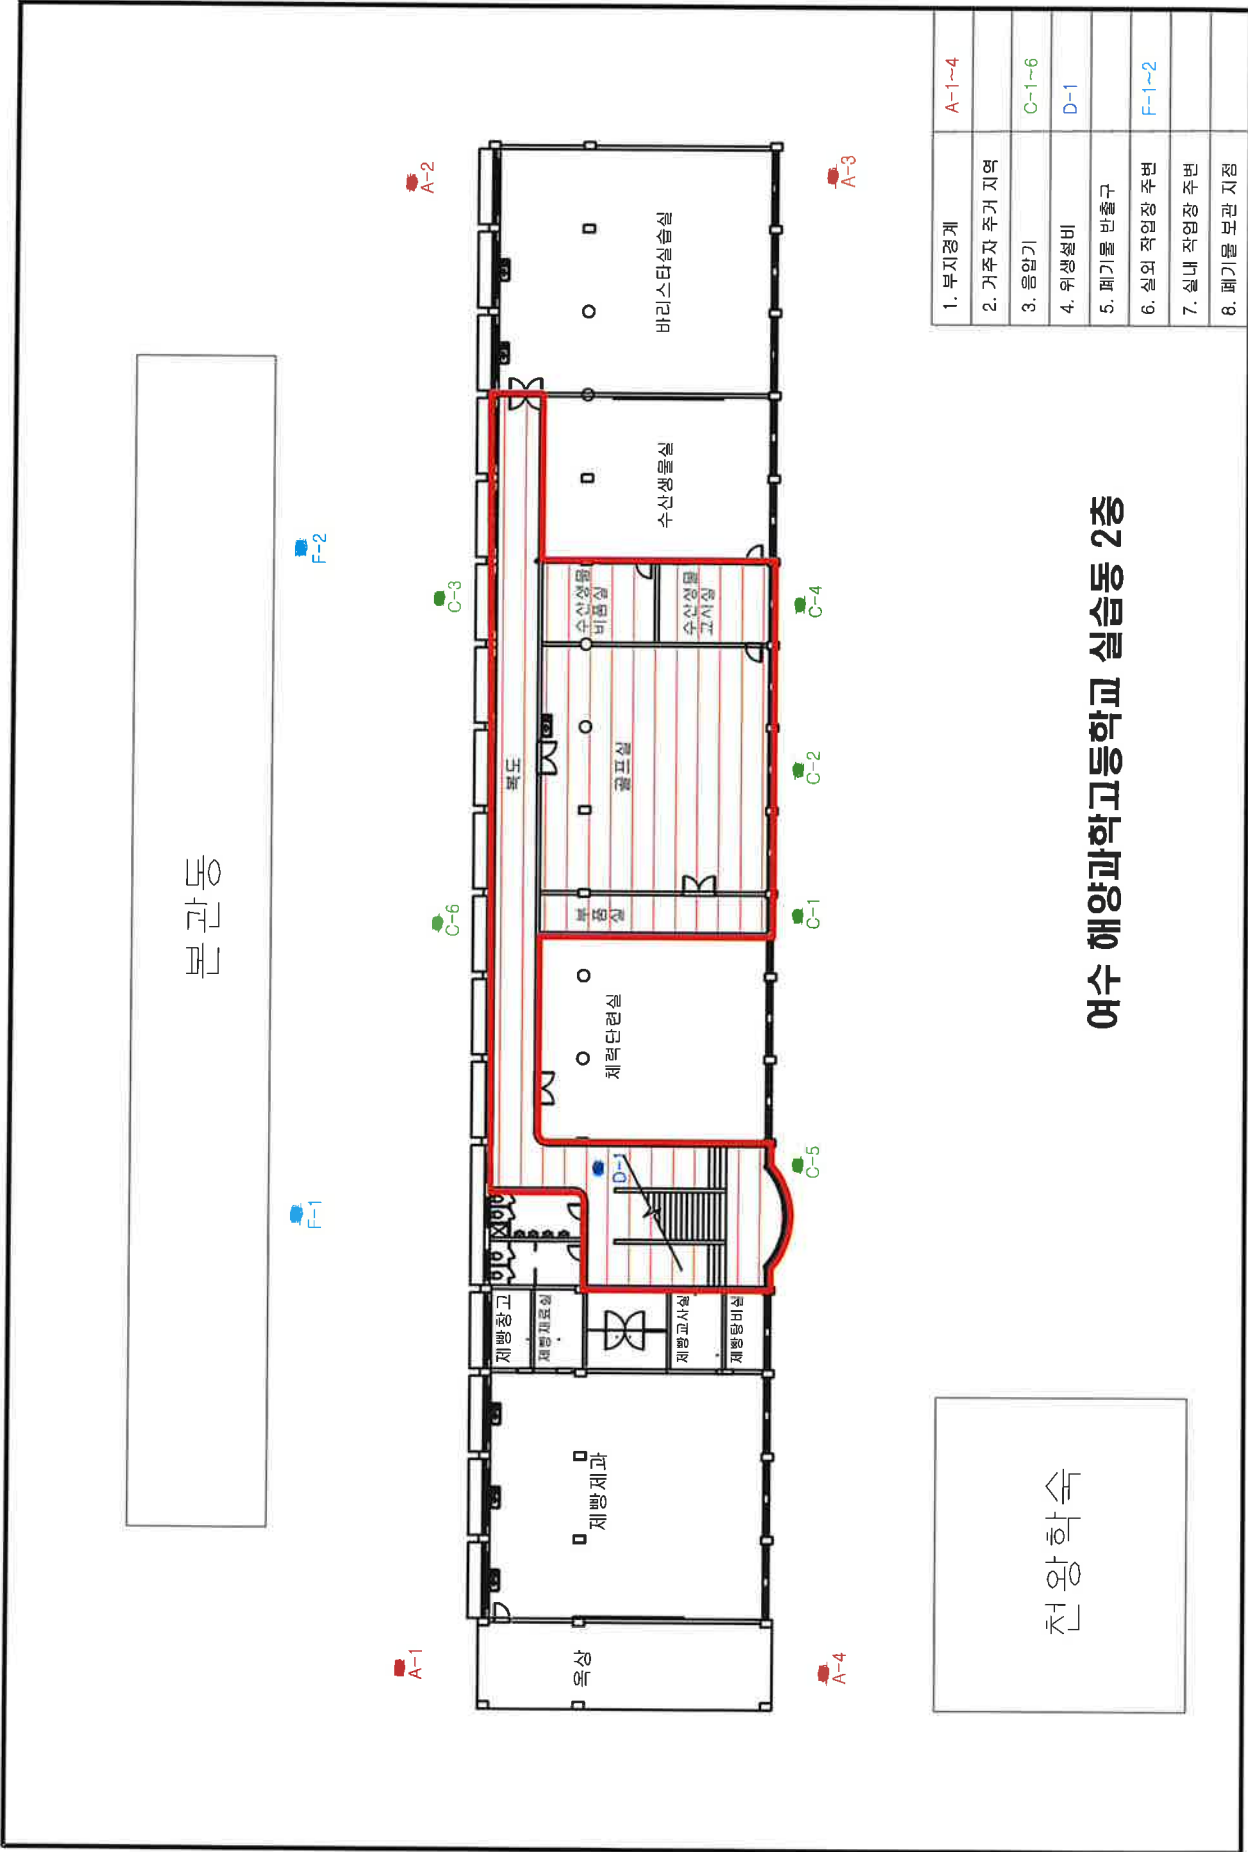 본관동
F-1
F-2
A-1
C-6
C-3
A-2
옥상
제빵제과
제빵창고
제빵재료실
제빵교사실
제빵탕비실
D-1
복도
체력단련실
부품
실
골프실
수산생물
비품실
수산생물
교사실
수산생물실
바리스타실습실
A-4
C-5
C-1
C-2
C-4
A-3
천왕학숙
여수 해양과학고등학교 실습동 2층
1. 부지경계 A-1~4
2. 거주자 주거 지역
3. 음압기 C-1~6
4. 위생설비 D-1
5. 폐기물 반출구
6. 실외 작업장 주변 F-1~2
7. 실내 작업장 주변
8. 폐기물 보관 지점